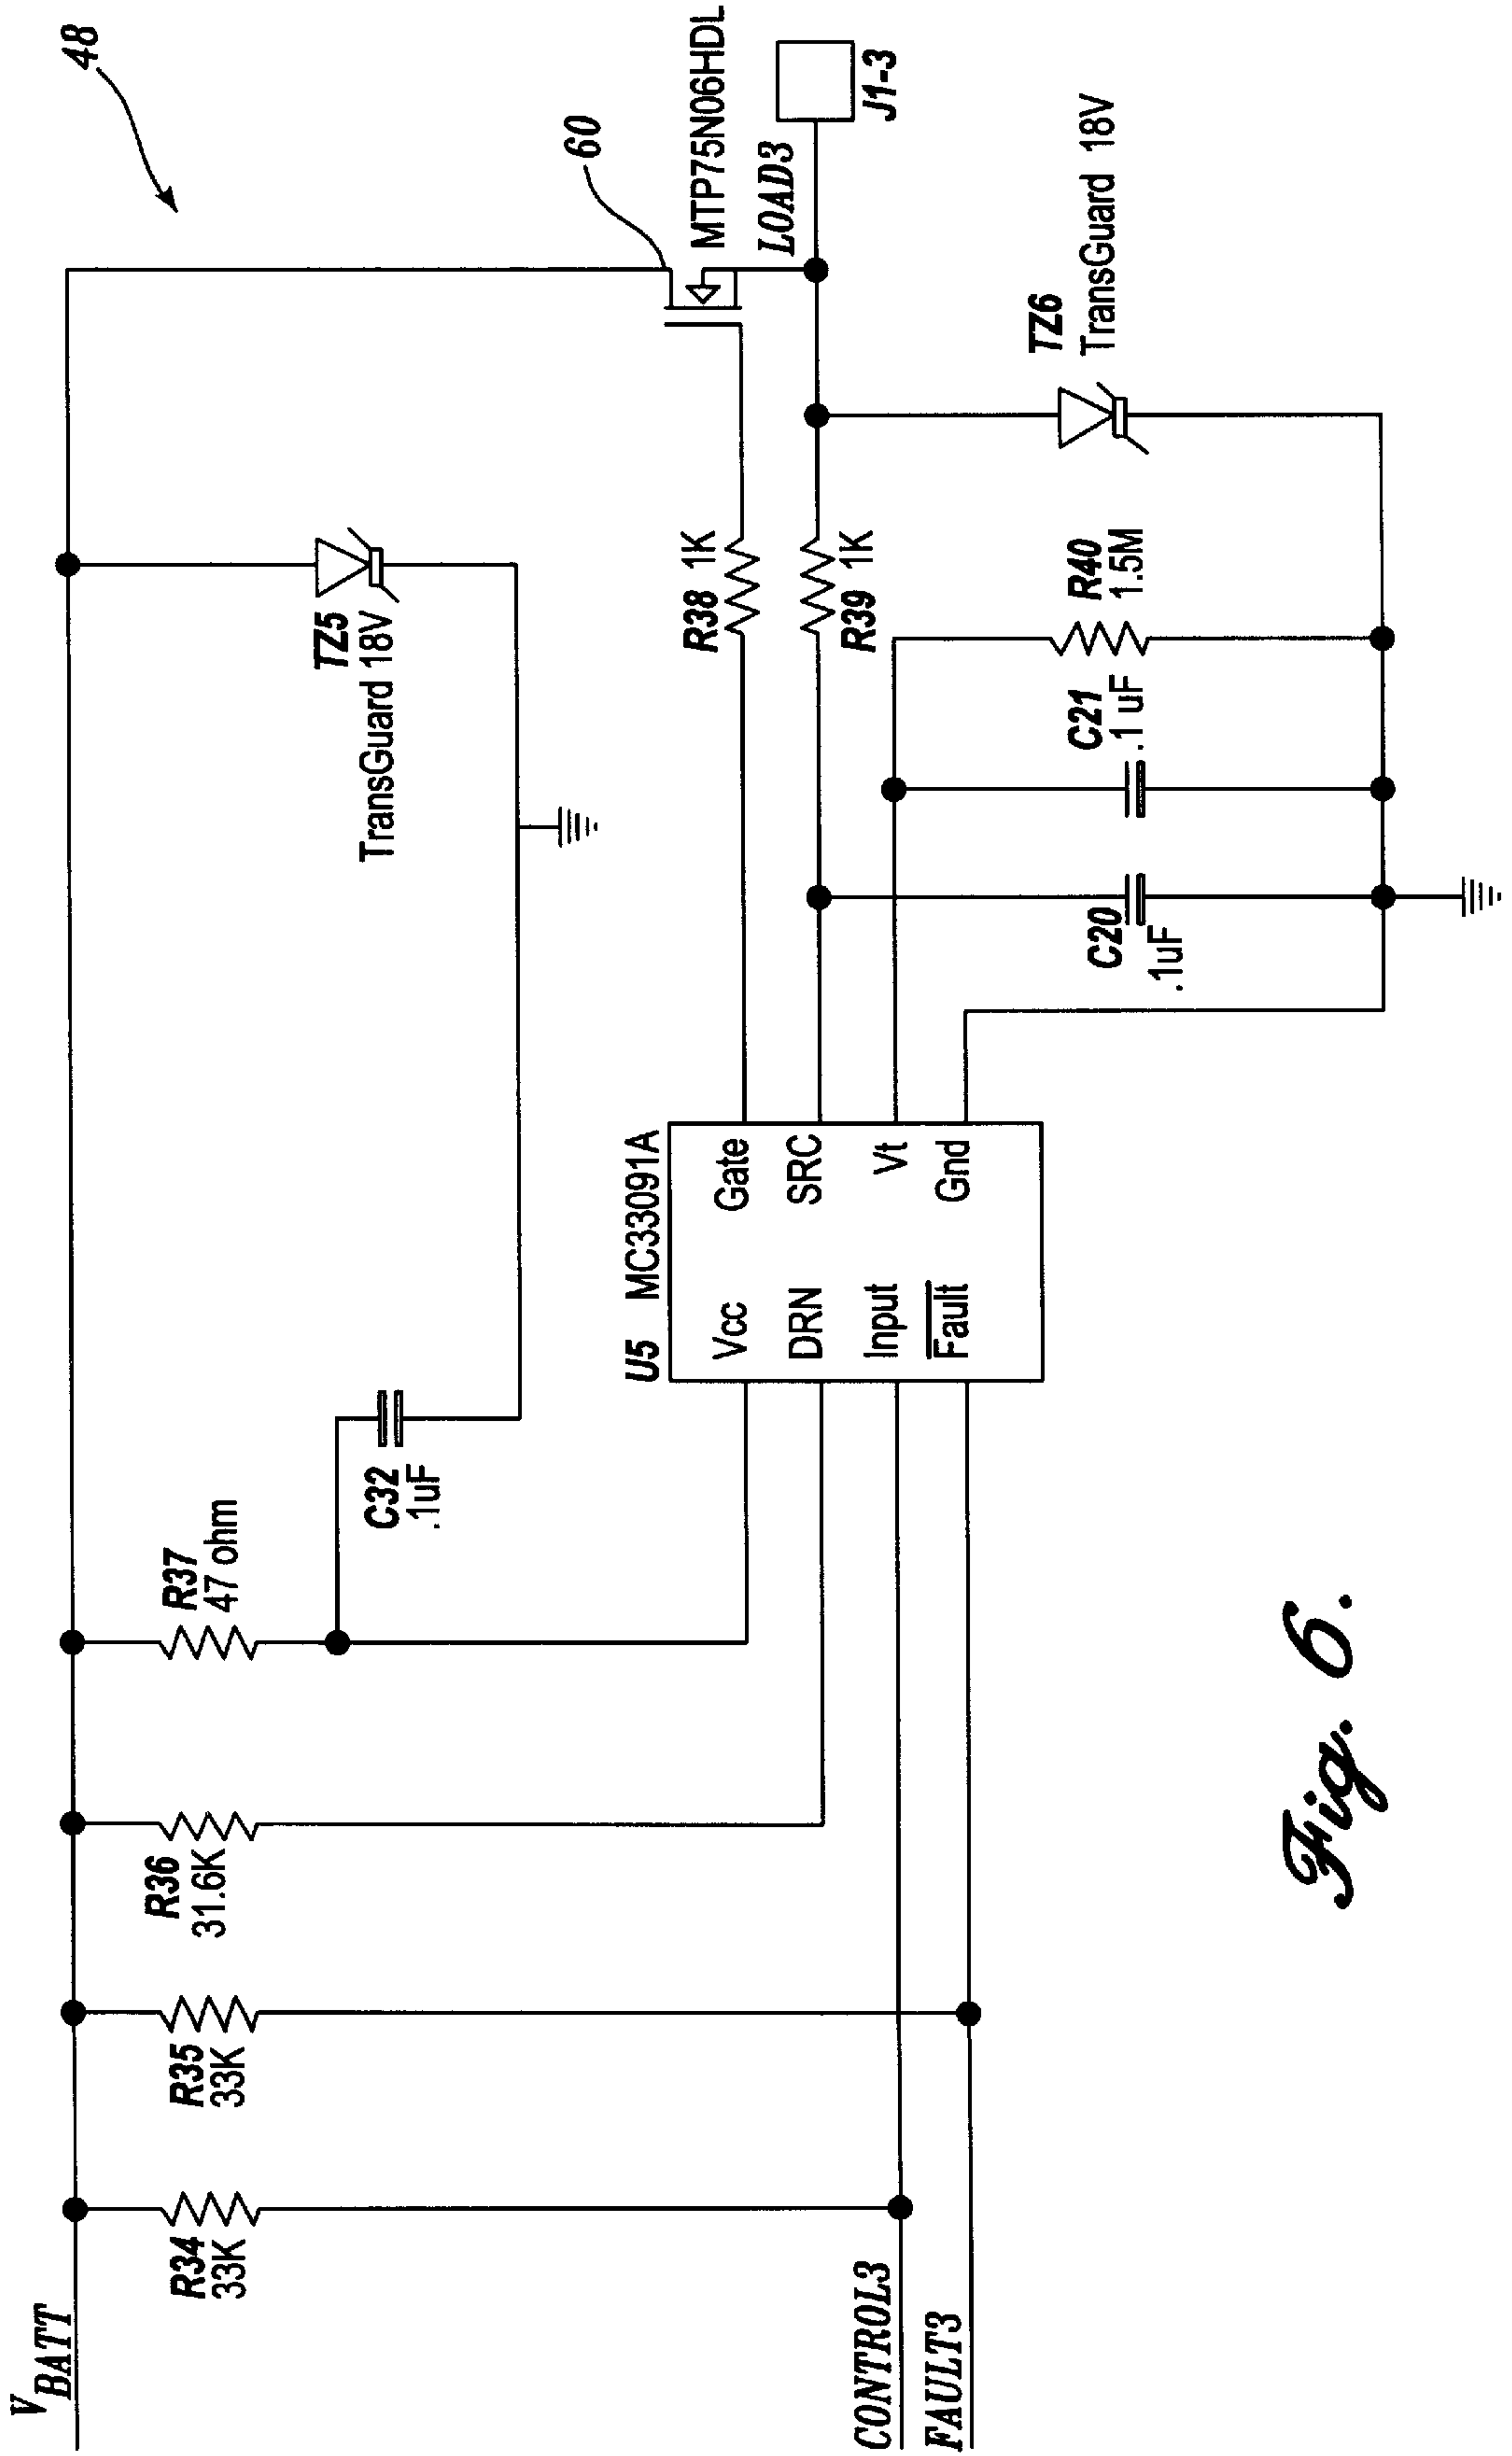 48
V BATT
R34
33K
R35
33K
R36
31.6K
R37
47 ohm
C32
.1uF
TZ5
TransGuard 18V
60
MTP75N06HDL
LOAD3
J1-3
U5 MC33091A
Vcc Gate
DRN SRC
Input Vt
Fault Gnd
R38 1K
R39 1K
TZ6
TransGuard 18V
C20
.1uF
C21
.1 uF
R40
1.5M
CONTROL3
FAULT3
Fig. 6.